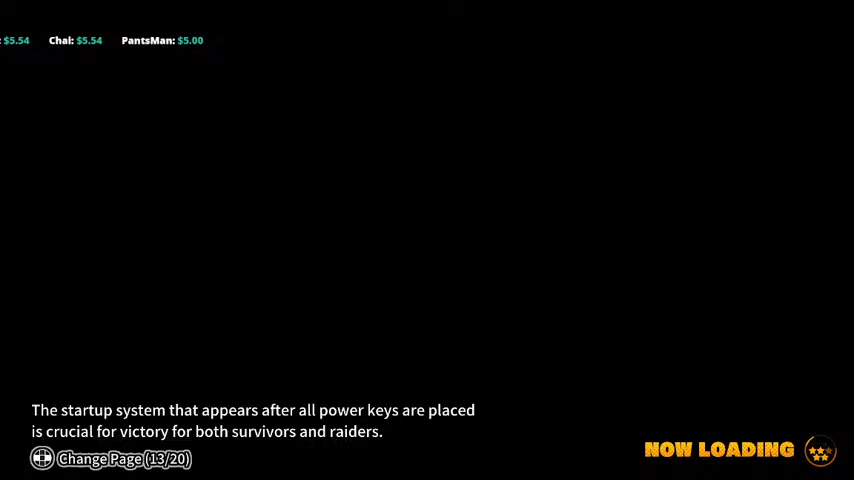 : $5.54 Chai: $5.54 PantsMan: $5.00
The startup system that appears after all power keys are placed
is crucial for victory for both survivors and raiders.
Change Page (13/20)
NOW LOADING